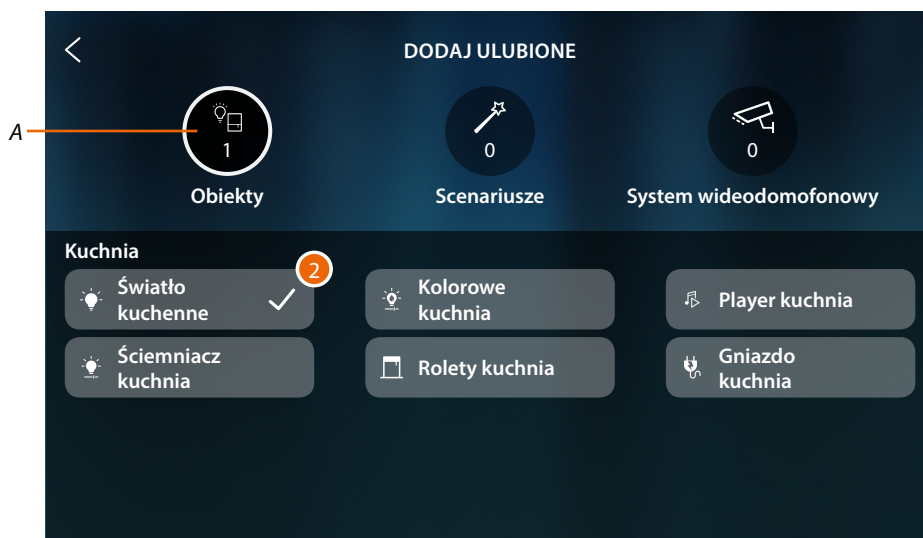 DODAJ ULUBIONE
A
1
0
0
Obiekty
Scenariusze
System wideodomofonowy
Kuchnia
2
Światło
kuchenne
Kolorowe
kuchnia
Player kuchnia
Ściemniacz
kuchnia
Rolety kuchnia
Gniazdo
kuchnia